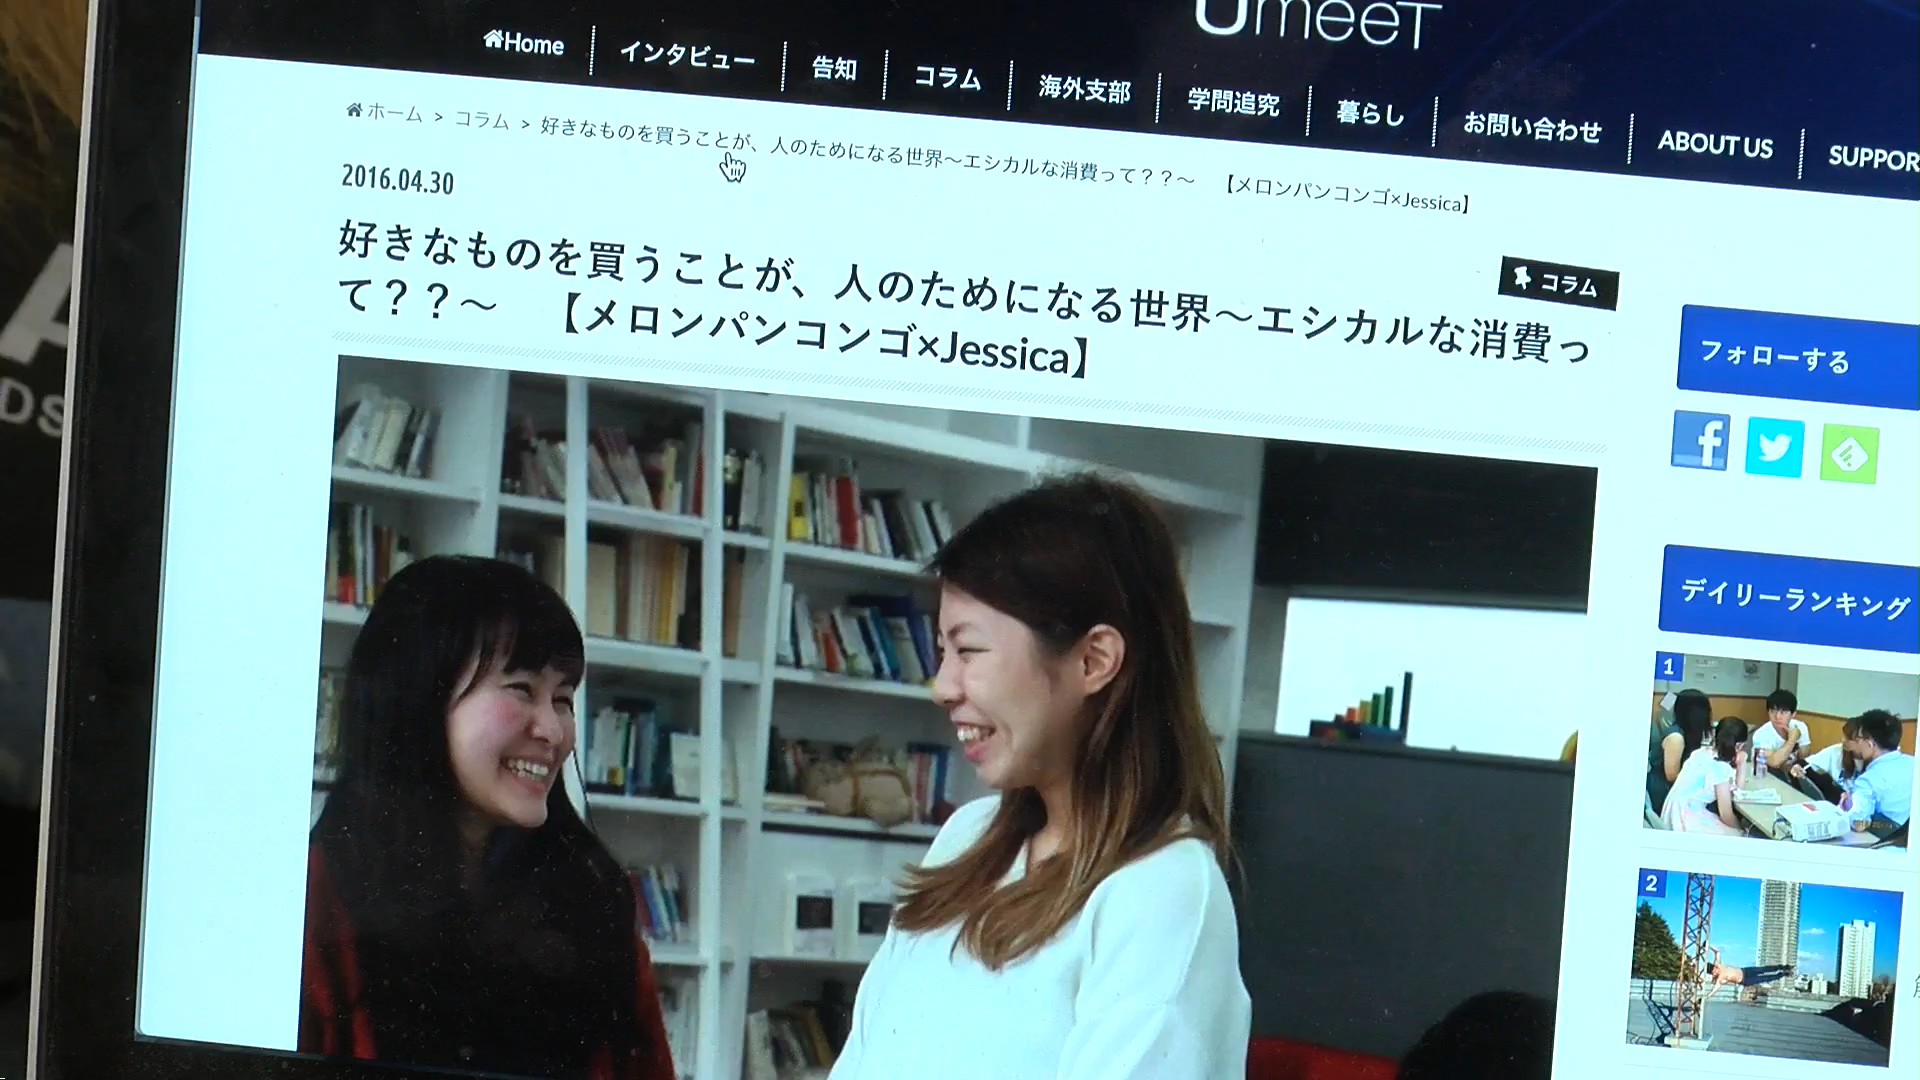 UmeeT
Home
インタビュー
告知
コラム
海外支部
学問追究
暮らし
お問い合わせ
ABOUT US
SUPPOR
ホーム > コラム > 好きなものを買うことが、人のためになる世界〜エシカルな消費って？？〜　【メロンパンコンゴ×Jessica】
2016.04.30
コラム
好きなものを買うことが、人のためになる世界〜エシカルな消費っ
て？？〜　【メロンパンコンゴ×Jessica】
フォローする
デイリーランキング
1
2
DS